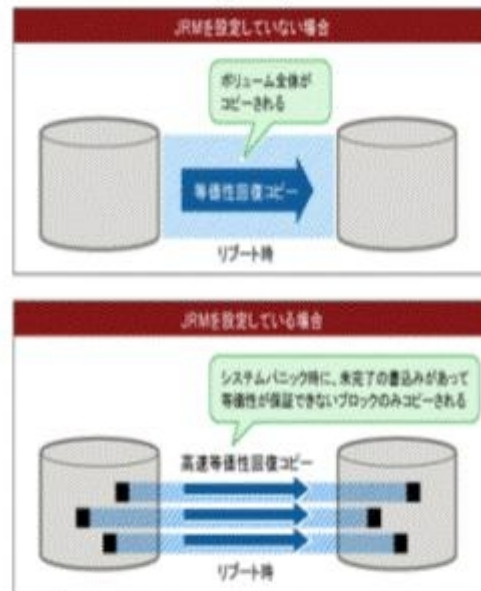 JRMを設定していない場合
ボリューム全体が
コピーされる
等価性回復コピー
リブート時
JRMを設定している場合
システムパニック時に、未完了の書込みがあって
等価性が保証できないブロックのみコピーされる
高速等価性回復コピー
リブート時